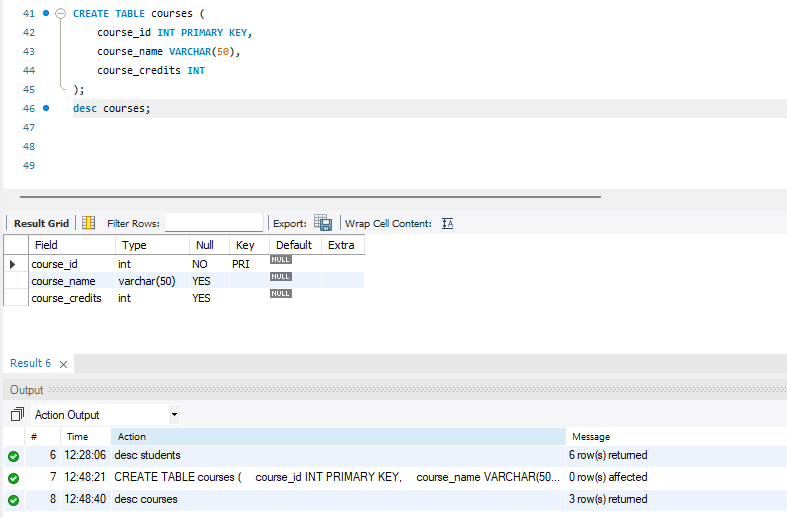 41 CREATE TABLE courses (
42 course_id INT PRIMARY KEY,
43 course_name VARCHAR(50),
44 course_credits INT
45 );
46 desc courses;
47
48
49
Result Grid Filter Rows: Export: Wrap Cell Content: IA
Field Type Null Key Default Extra
course_id int NO PRI NULL
course_name varchar(50) YES NULL
course_credits int YES NULL
Result 6
Output
Action Output
# Time Action Message
6 12:28:06 desc students 6 row(s) returned
7 12:48:21 CREATE TABLE courses ( course_id INT PRIMARY KEY, course_name VARCHAR(50... 0 row(s) affected
8 12:48:40 desc courses 3 row(s) returned